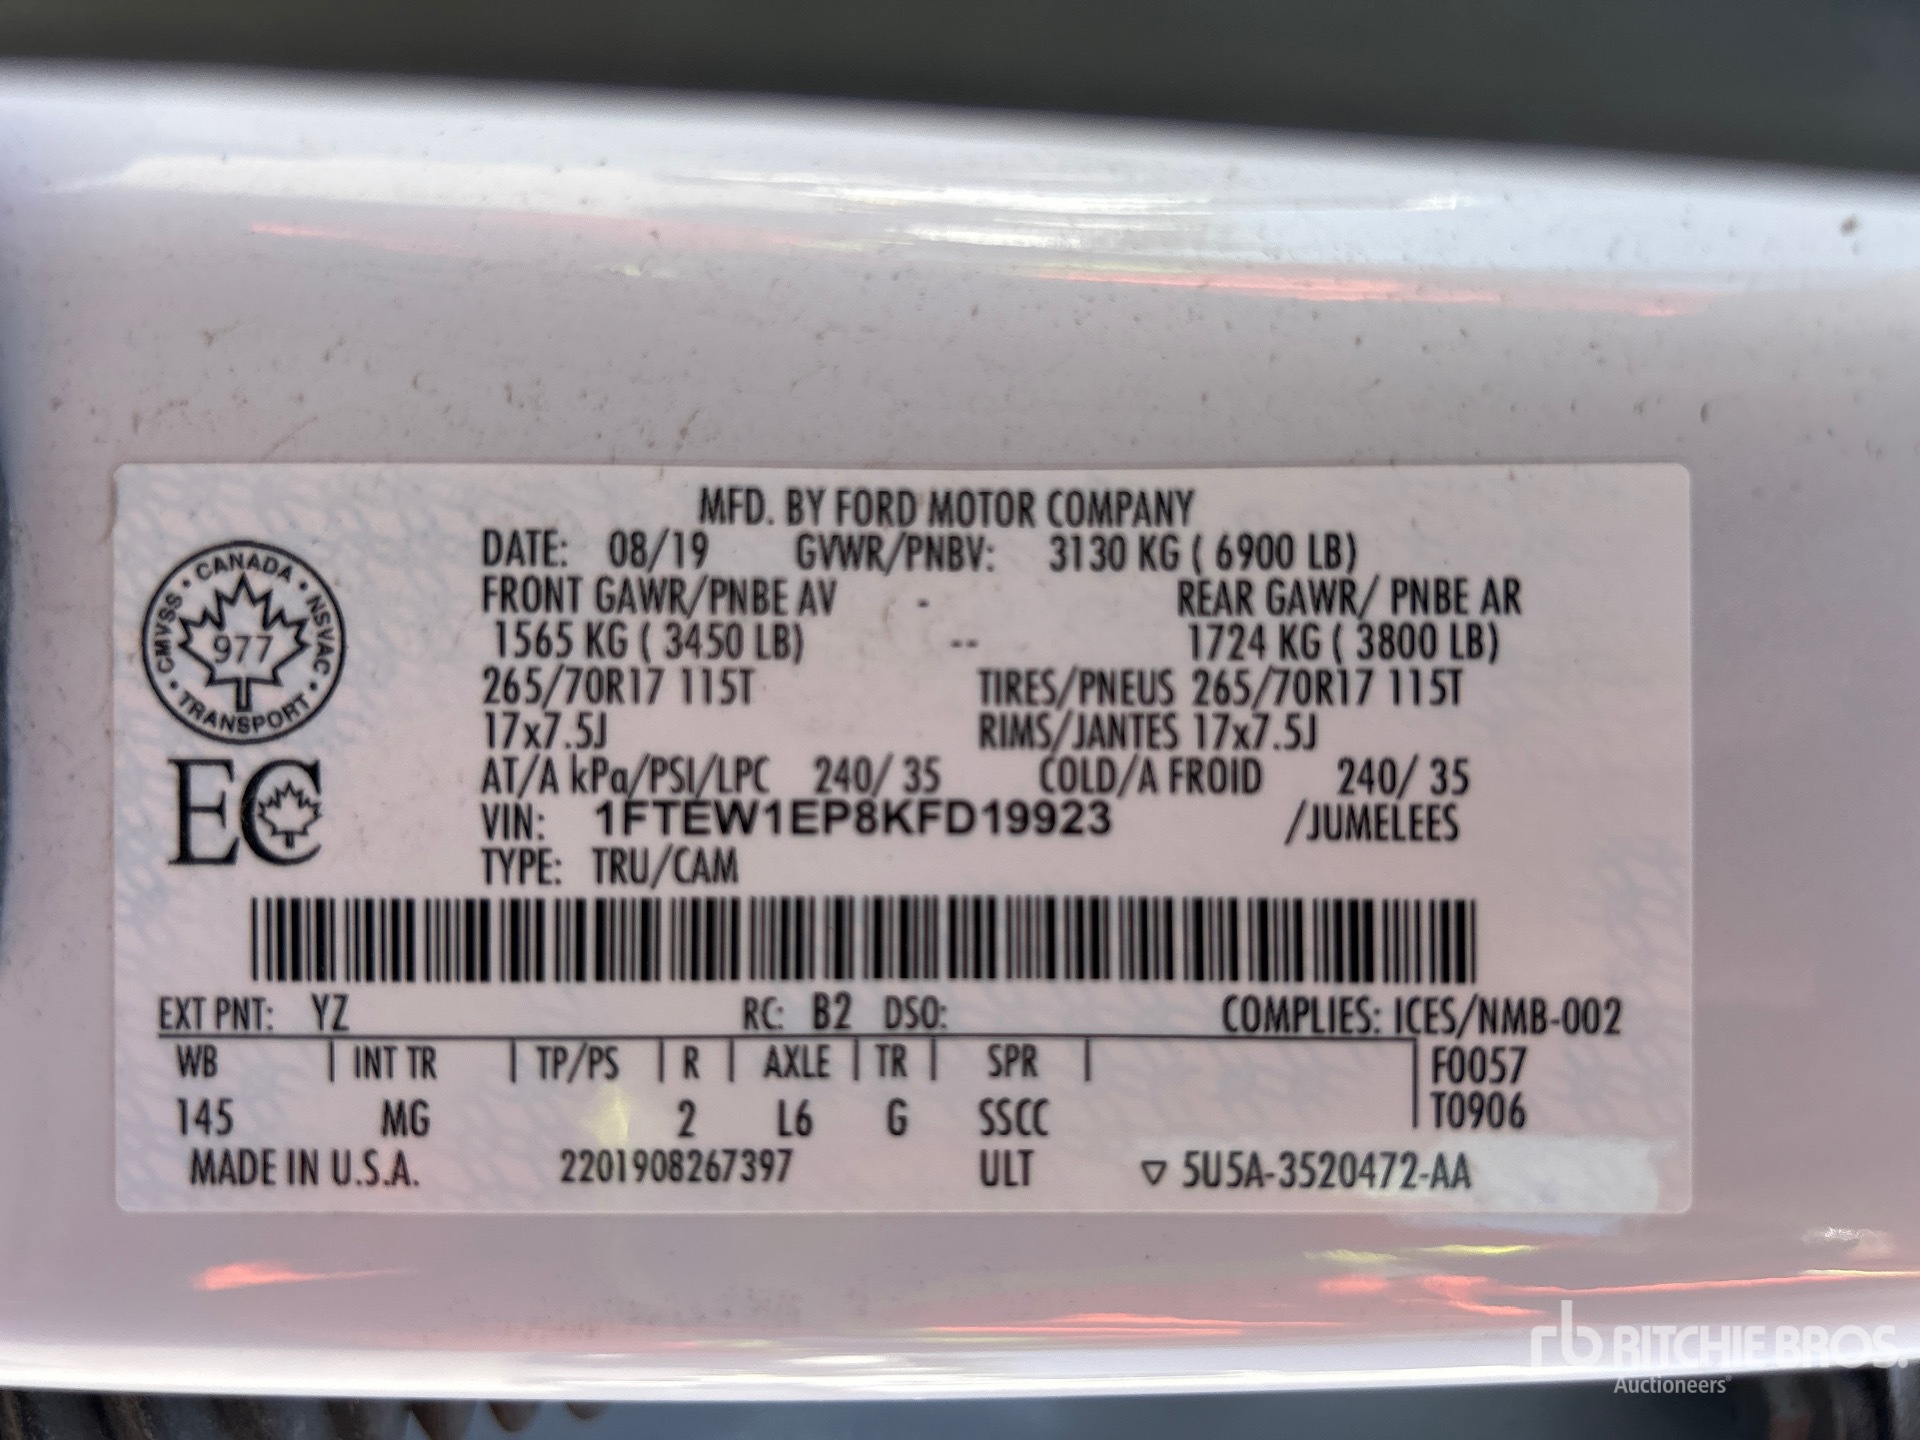 MFD. BY FORD MOTOR COMPANY
DATE: 08/19 GVWR/PNBV: 3130 KG ( 6900 LB)
FRONT GAWR/PNBE AV - REAR GAWR/ PNBE AR
1565 KG ( 3450 LB) -- 1724 KG ( 3800 LB)
265/70R17 115T TIRES/PNEUS 265/70R17 115T
17x7.5J RIMS/JANTES 17x7.5J
AT/A kPa/PSI/LPC 240/ 35 COLD/A FROID 240/ 35
VIN: 1FTEW1EP8KFD19923 /JUMELEES
TYPE: TRU/CAM
CANADA
CMVSS • NSVAC
977
TRANSPORT
EC
EXT PNT: YZ RC: B2 DSO: COMPLIES: ICES/NMB-002
WB | INT TR | TP/PS | R | AXLE | TR | SPR | F0057
145 MG 2 L6 G SSCC T0906
MADE IN U.S.A. 2201908267397 ULT ▽ 5U5A-3520472-AA
rb RITCHIE BROS.
Auctioneers